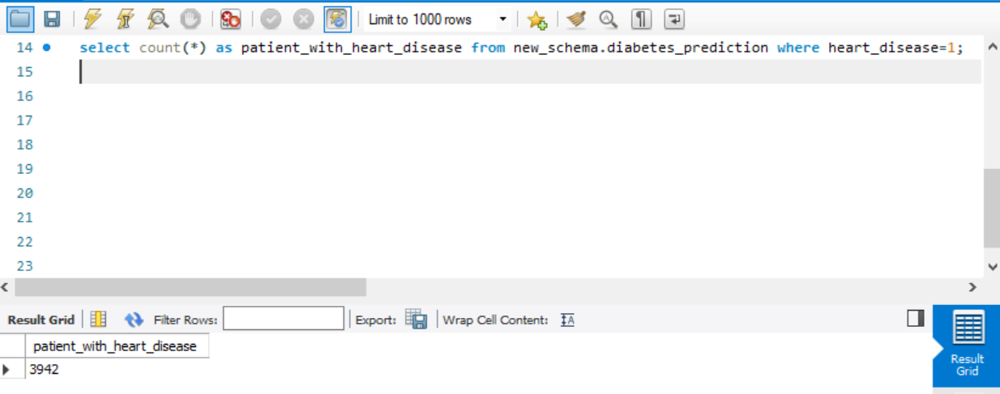 Limit to 1000 rows
14 select count(*) as patient_with_heart_disease from new_schema.diabetes_prediction where heart_disease=1;
15
16
17
18
19
20
21
22
23
Result Grid Filter Rows: Export: Wrap Cell Content: IA
patient_with_heart_disease
3942
Result
Grid